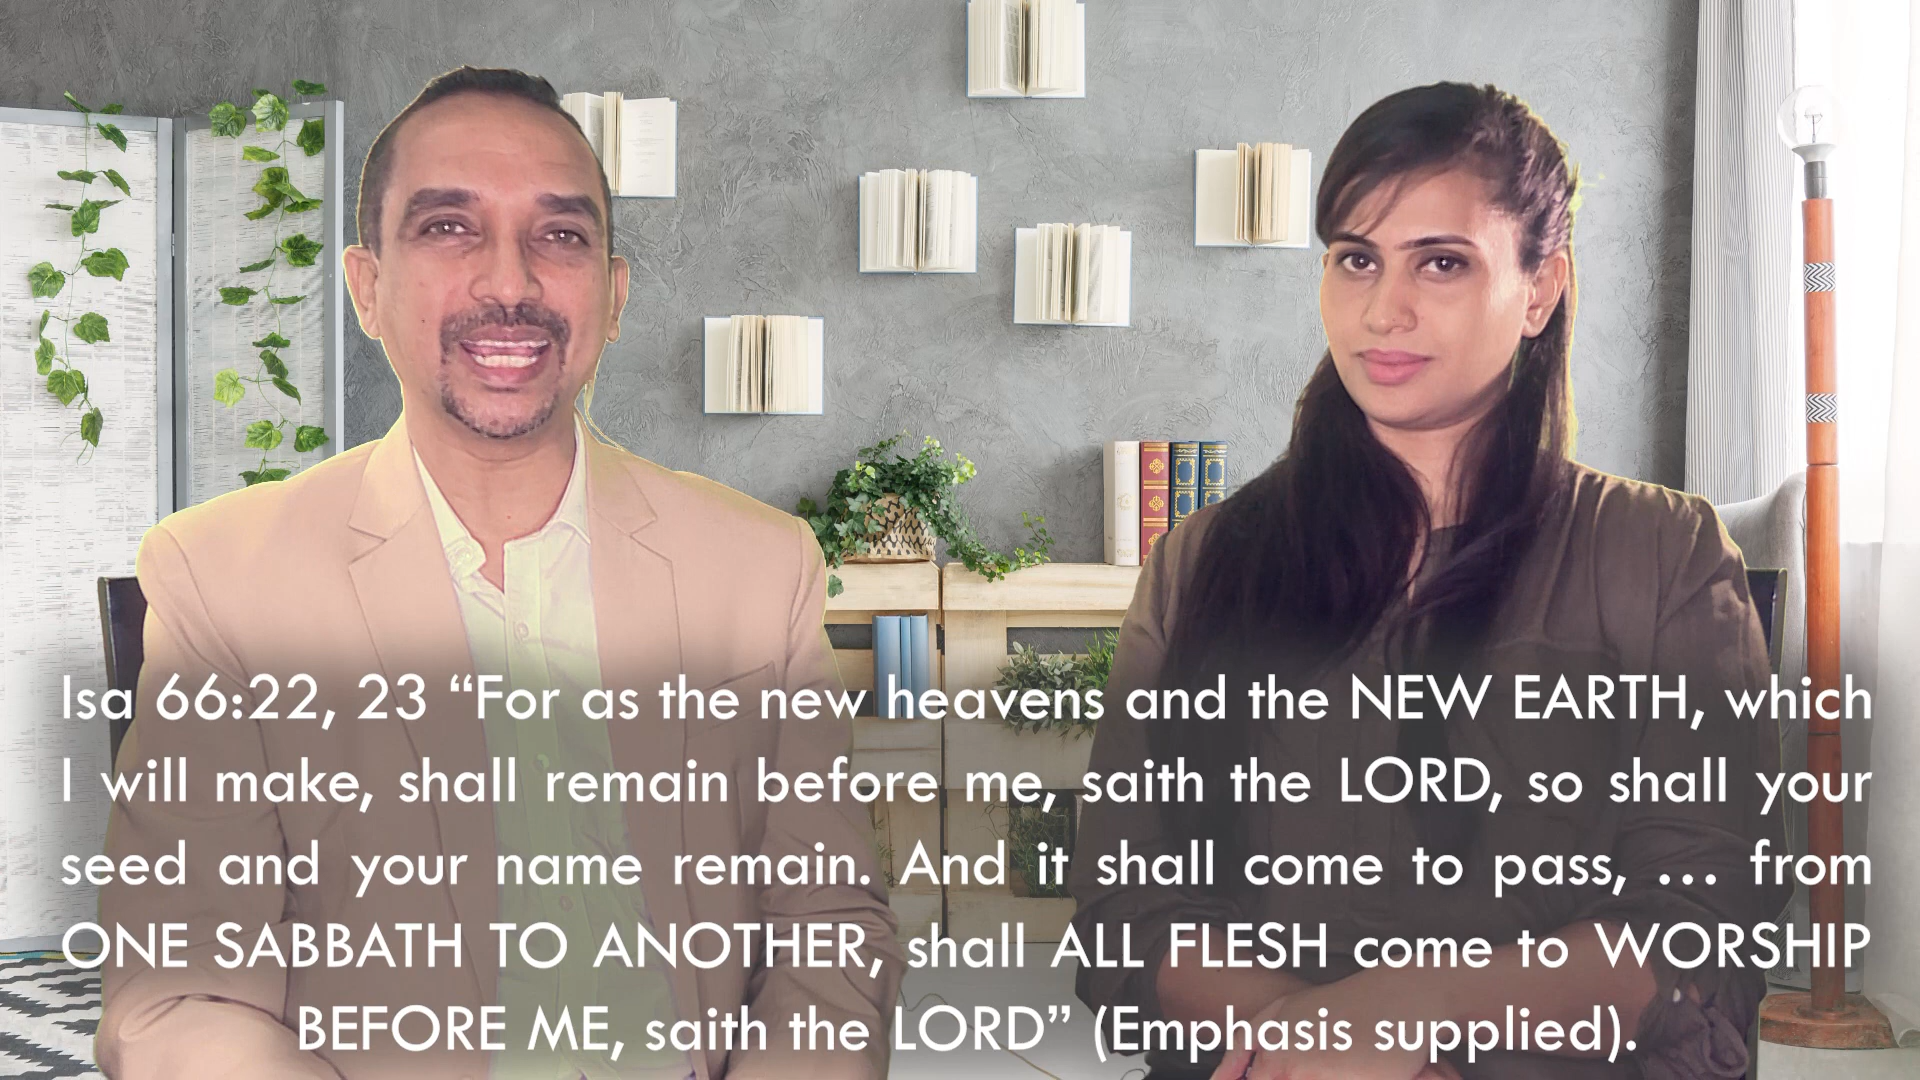 Isa 66:22, 23 “For as the new heavens and the NEW EARTH, which
I will make, shall remain before me, saith the LORD, so shall your
seed and your name remain. And it shall come to pass, … from
ONE SABBATH TO ANOTHER, shall ALL FLESH come to WORSHIP
BEFORE ME, saith the LORD” (Emphasis supplied).